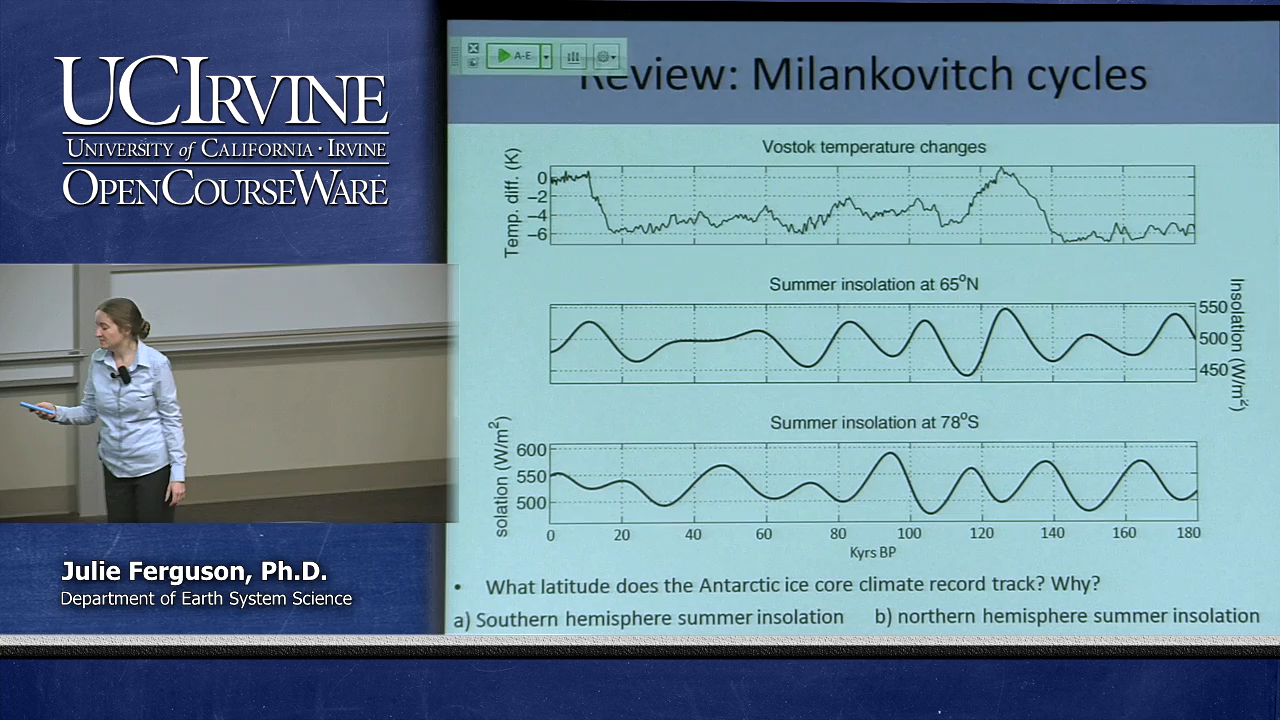 UCIRVINE
UNIVERSITY of CALIFORNIA · IRVINE
OPENCOURSEWARE
A-E
Review: Milankovitch cycles
Vostok temperature changes
Temp. diff. (K)
0
−2
−4
−6
Summer insolation at 65°N
550
500
450
Insolation (W/m²)
Summer insolation at 78°S
solation (W/m²)
600
550
500
0 20 40 60 80 100 120 140 160 180
Kyrs BP
• What latitude does the Antarctic ice core climate record track? Why?
a) Southern hemisphere summer insolation b) northern hemisphere summer insolation
Julie Ferguson, Ph.D.
Department of Earth System Science